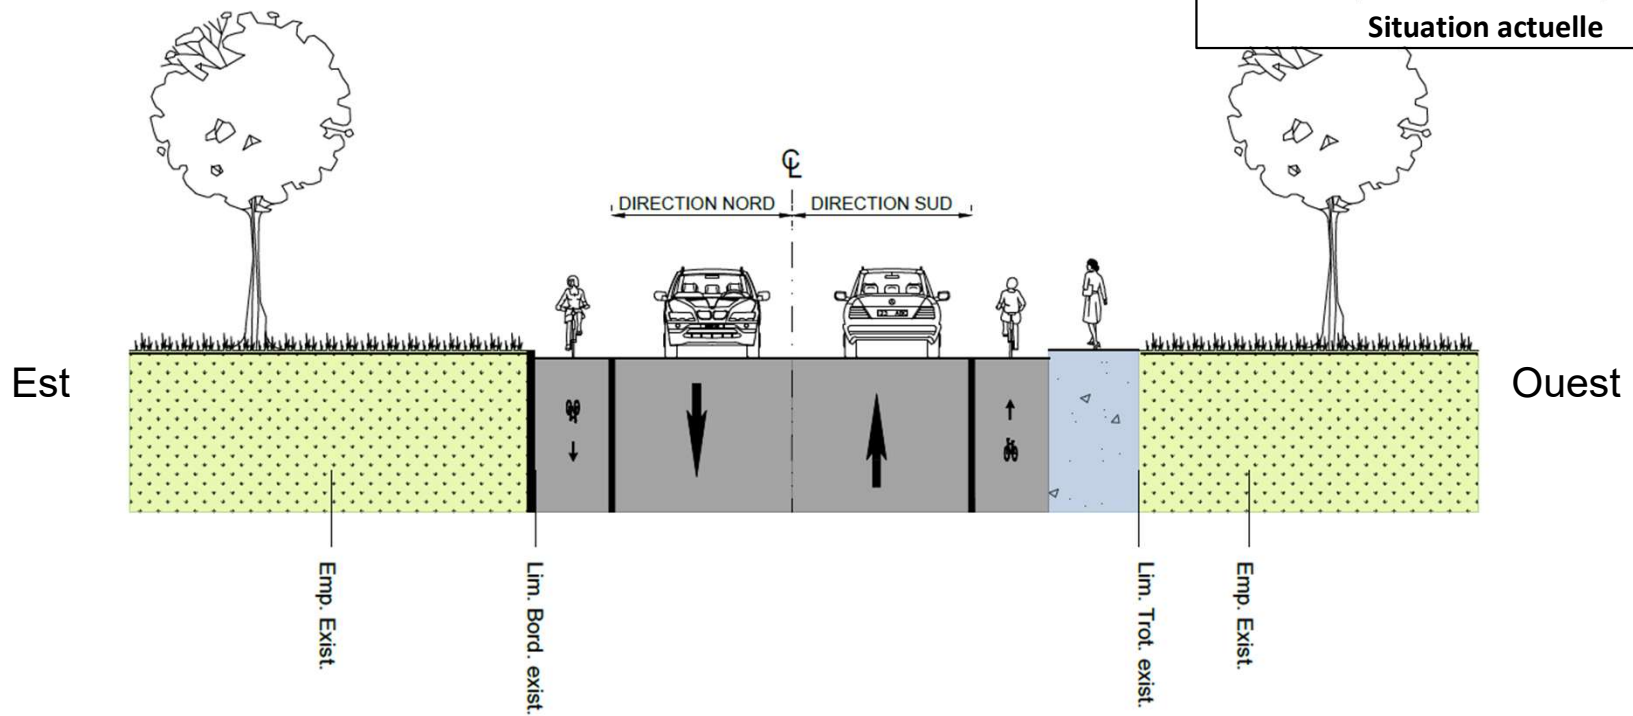 Situation actuelle
℄
DIRECTION NORD
DIRECTION SUD
Est
Ouest
Emp. Exist.
Lim. Bord. exist.
Lim. Trot. exist.
Emp. Exist.